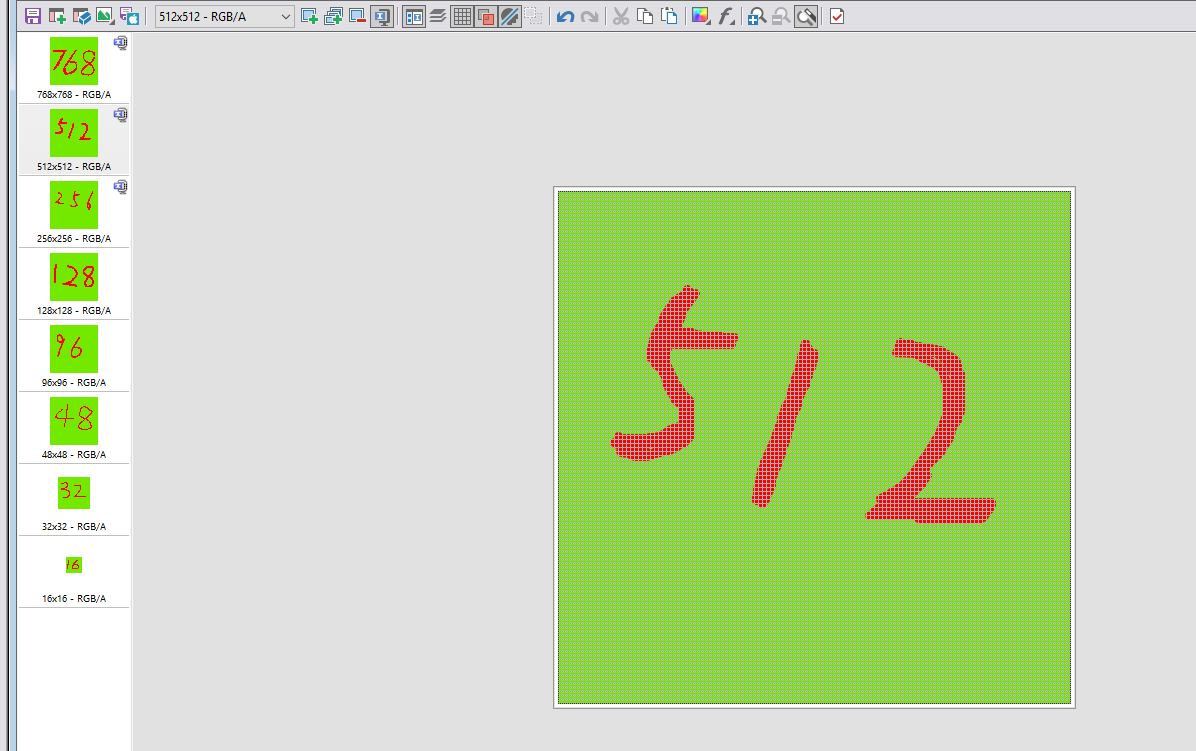 512x512 - RGB/A
768
768x768 - RGB/A
512
512x512 - RGB/A
256
256x256 - RGB/A
128
128x128 - RGB/A
96
96x96 - RGB/A
48
48x48 - RGB/A
32
32x32 - RGB/A
16
16x16 - RGB/A
512